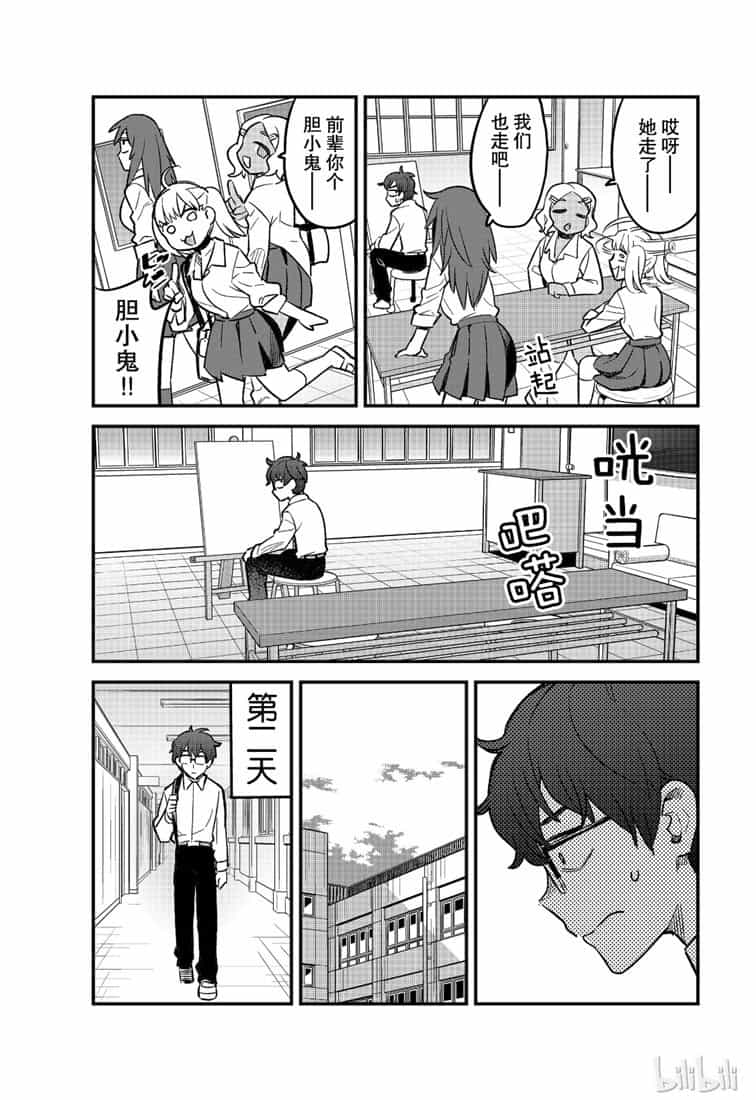 哎呀——
她走了——
我们
也走吧——
站起
前辈你个
胆小鬼——
胆小鬼!!
咣当
吧嗒
第二天
bilibili